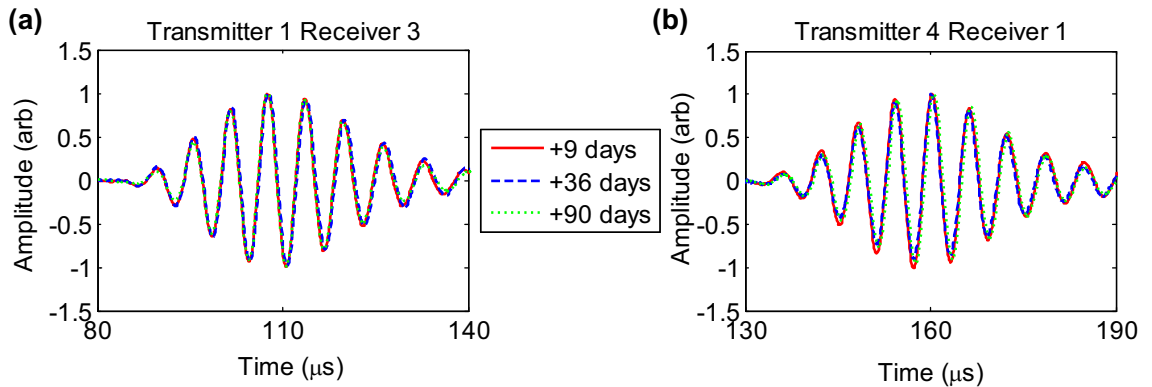 (a)
Transmitter 1 Receiver 3
1.5
1
0.5
0
-0.5
-1
-1.5
Amplitude (arb)
80
110
140
Time (μs)
+9 days
+36 days
+90 days
(b)
Transmitter 4 Receiver 1
1.5
1
0.5
0
-0.5
-1
-1.5
Amplitude (arb)
130
160
190
Time (μs)